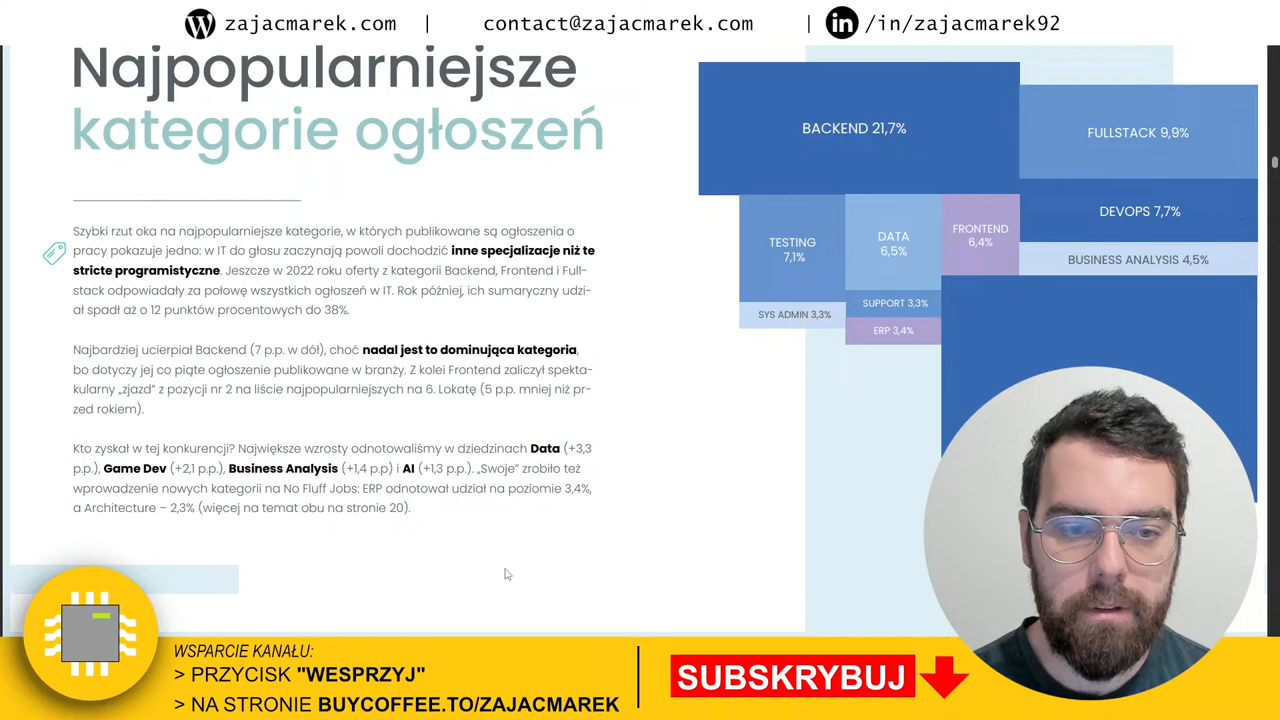 zajacmarek.com | contact@zajacmarek.com | in /in/zajacmarek92
Najpopularniejsze
kategorie ogłoszeń
Szybki rzut oka na najpopularniejsze kategorie, w których publikowane są ogłoszenia o
pracy pokazuje jedno: w IT do głosu zaczynają powoli dochodzić inne specjalizacje niż te
stricte programistyczne. Jeszcze w 2022 roku oferty z kategorii Backend, Frontend i Full-
stack odpowiadały za połowę wszystkich ogłoszeń w IT. Rok później, ich sumaryczny udzi-
ał spadł aż o 12 punktów procentowych do 38%.
Najbardziej ucierpiał Backend (7 p.p. w dół), choć nadal jest to dominująca kategoria,
bo dotyczy jej co piąte ogłoszenie publikowane w branży. Z kolei Frontend zaliczył spekta-
kularny „zjazd” z pozycji nr 2 na liście najpopularniejszych na 6. Lokatę (5 p.p. mniej niż pr-
zed rokiem).
Kto zyskał w tej konkurencji? Największe wzrosty odnotowaliśmy w dziedzinach Data (+3,3
p.p.), Game Dev (+2,1 p.p.), Business Analysis (+1,4 p.p) i AI (+1,3 p.p.). „Swoje” zrobiło też
wprowadzenie nowych kategorii na No Fluff Jobs: ERP odnotował udział na poziomie 3,4%,
a Architecture – 2,3% (więcej na temat obu na stronie 20).
BACKEND 21,7%
FULLSTACK 9,9%
DEVOPS 7,7%
BUSINESS ANALYSIS 4,5%
TESTING
7,1%
DATA
6,5%
FRONTEND
6,4%
SYS ADMIN 3,3%
SUPPORT 3,3%
ERP 3,4%
WSPARCIE KANAŁU:
> PRZYCISK "WESPRZYJ"
> NA STRONIE BUYCOFFEE.TO/ZAJACMAREK
SUBSKRYBUJ